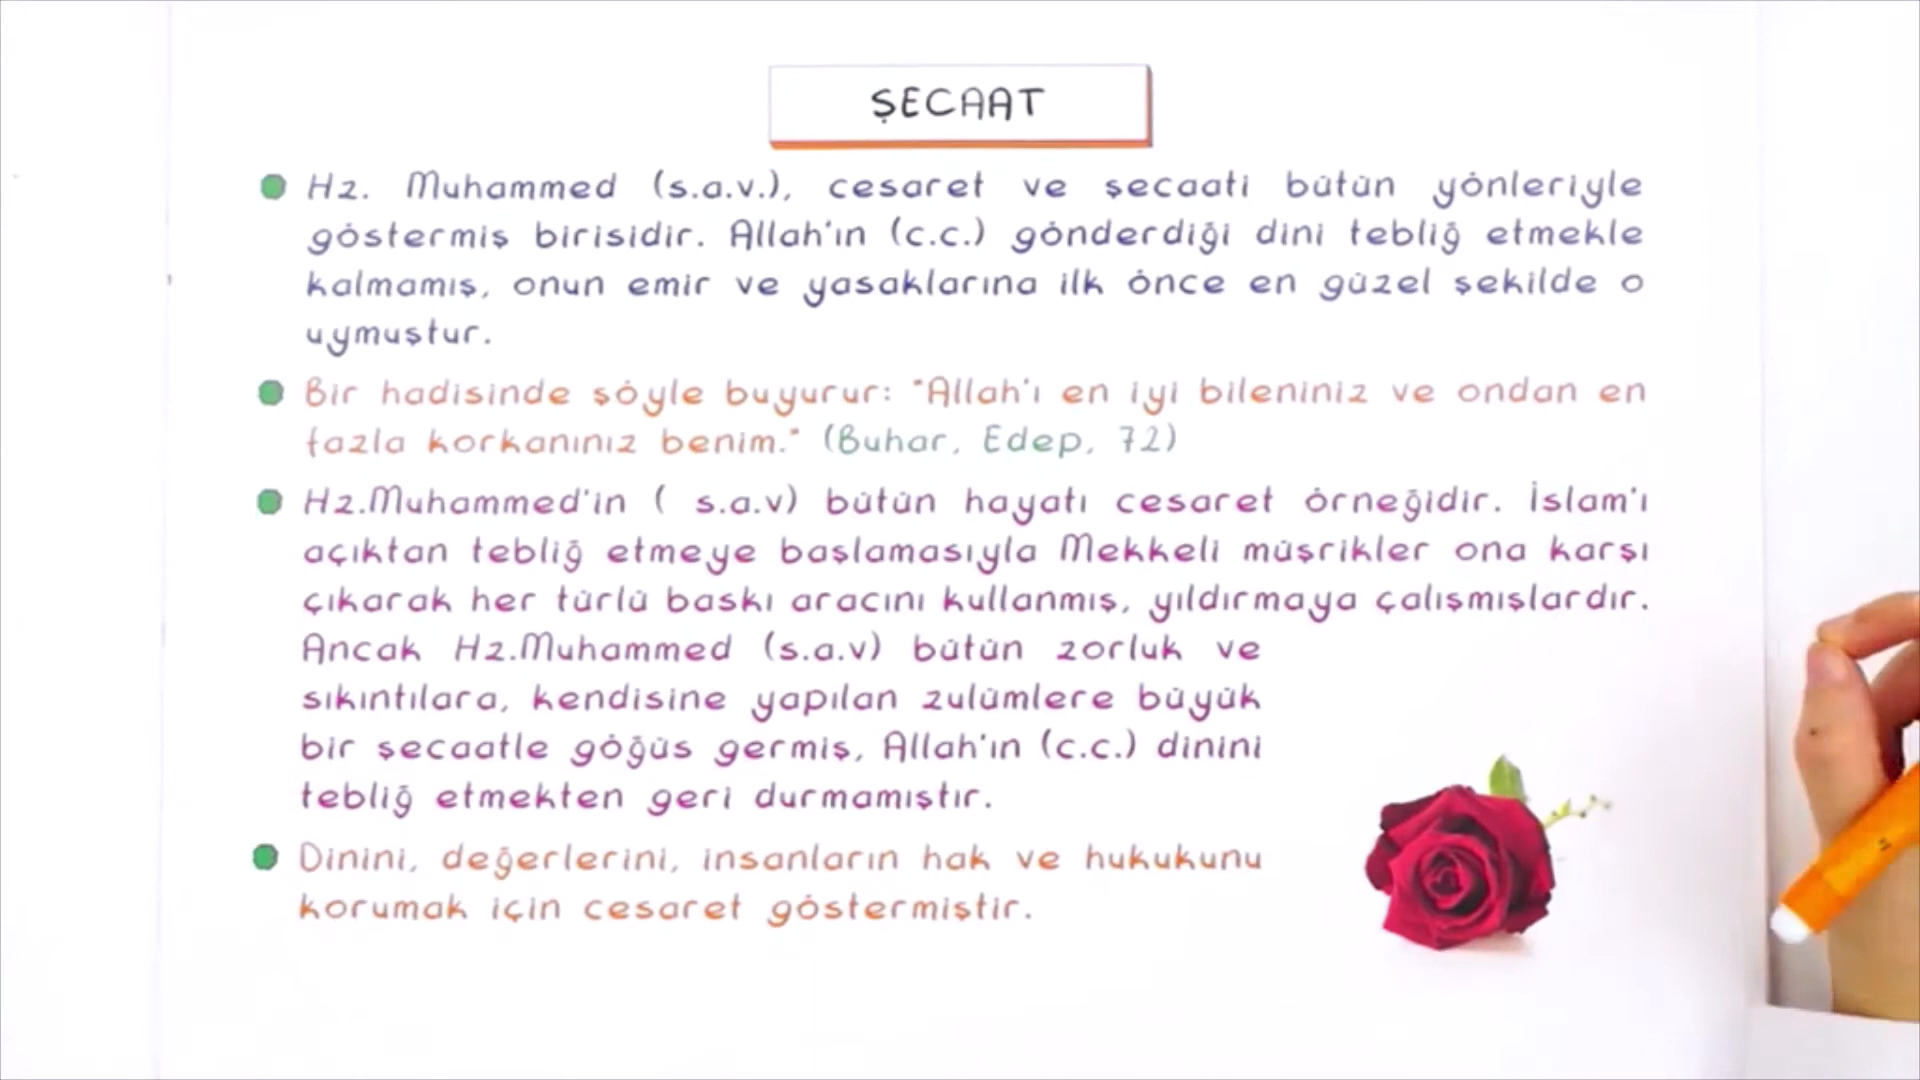 ŞECAAT
Hz. Muhammed (s.a.v.), cesaret ve şecaati bütün yönleriyle
göstermiş birisidir. Allah'ın (c.c.) gönderdiği dini tebliğ etmekle
kalmamış, onun emir ve yasaklarına ilk önce en güzel şekilde o
uymuştur.
Bir hadisinde şöyle buyurur: "Allah'ı en iyi bileniniz ve ondan en
fazla korkanınız benim." (Buhar, Edep, 72)
Hz.Muhammed'in ( s.a.v) bütün hayatı cesaret örneğidir. İslam'ı
açıktan tebliğ etmeye başlamasıyla Mekkeli müşrikler ona karşı
çıkarak her türlü baskı aracını kullanmış, yıldırmaya çalışmışlardır.
Ancak Hz.Muhammed (s.a.v) bütün zorluk ve
sıkıntılara, kendisine yapılan zulümlere büyük
bir şecaatle göğüs germiş, Allah'ın (c.c.) dinini
tebliğ etmekten geri durmamıştır.
Dinini, değerlerini, insanların hak ve hukukunu
korumak için cesaret göstermiştir.